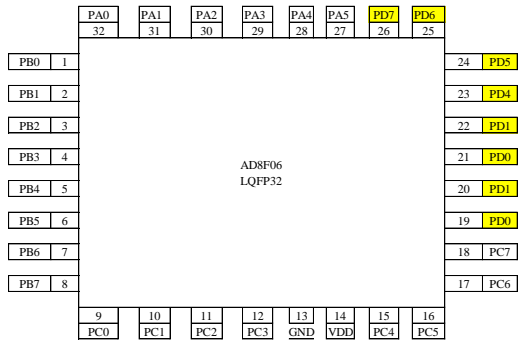 PA0 PA1 PA2 PA3 PA4 PA5 PD7 PD6
32 31 30 29 28 27 26 25
PB0 1 24 PD5
PB1 2 23 PD4
PB2 3 22 PD1
PB3 4 21 PD0
AD8F06
LQFP32
PB4 5 20 PD1
PB5 6 19 PD0
PB6 7 18 PC7
PB7 8 17 PC6
9 10 11 12 13 14 15 16
PC0 PC1 PC2 PC3 GND VDD PC4 PC5